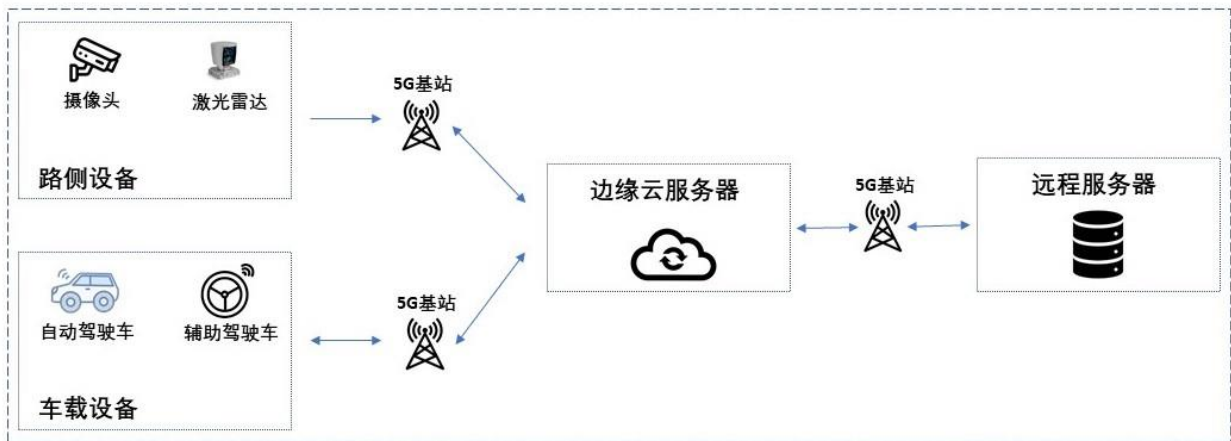 摄像头
激光雷达
路侧设备
5G基站
自动驾驶车
辅助驾驶车
车载设备
5G基站
边缘云服务器
5G基站
远程服务器